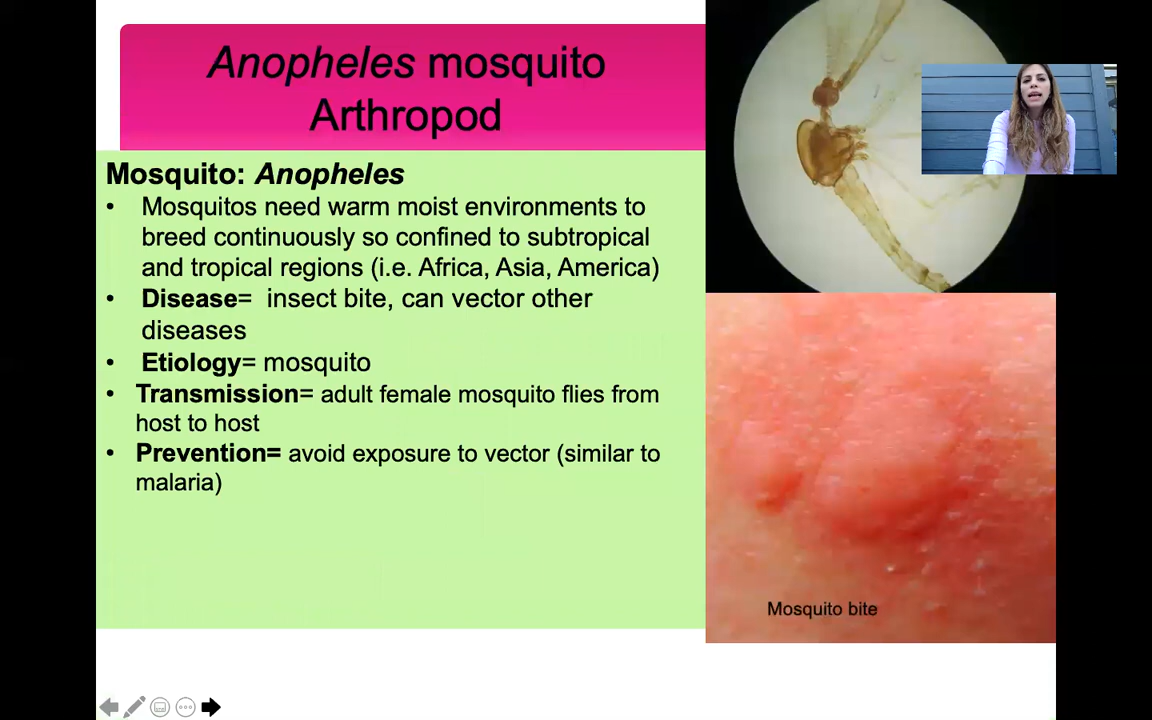 Anopheles mosquito
Arthropod
Mosquito: Anopheles
• Mosquitos need warm moist environments to
breed continuously so confined to subtropical
and tropical regions (i.e. Africa, Asia, America)
• Disease= insect bite, can vector other
diseases
• Etiology= mosquito
• Transmission= adult female mosquito flies from
host to host
• Prevention= avoid exposure to vector (similar to
malaria)
Mosquito bite